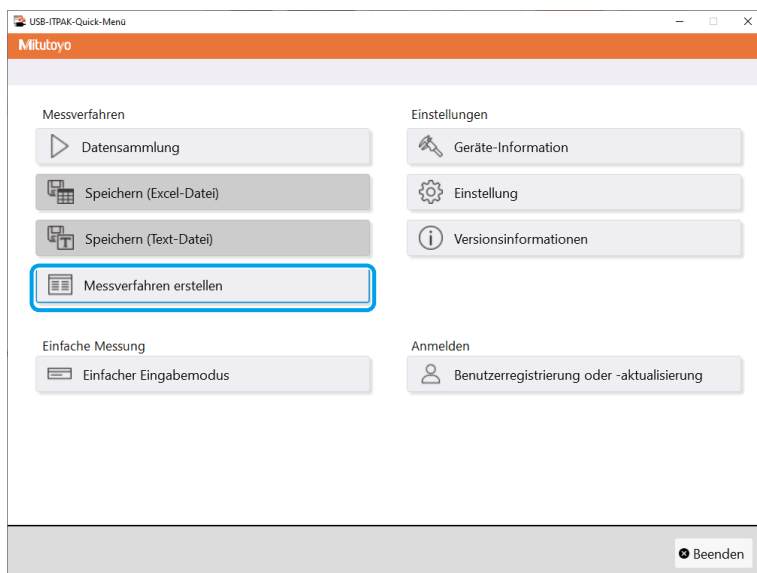 USB-ITPAK-Quick-Menü
Mitutoyo
Messverfahren
Datensammlung
Speichern (Excel-Datei)
Speichern (Text-Datei)
Messverfahren erstellen
Einfache Messung
Einfacher Eingabemodus
Einstellungen
Geräte-Information
Einstellung
Versionsinformationen
Anmelden
Benutzerregistrierung oder -aktualisierung
Beenden